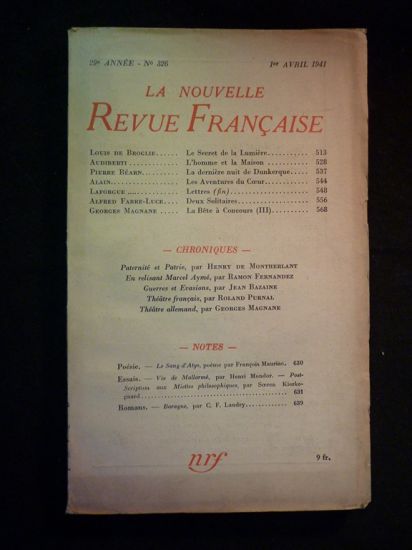 29e ANNÉE - No 326 1er AVRIL 1941
LA NOUVELLE
REVUE FRANÇAISE
LOUIS DE BROGLIE...... Le Secret de la Lumière.......... 513
AUDIBERTI ............ L'homme et la Maison .......... 528
PIERRE BÉARN.......... La dernière nuit de Dunkerque..... 537
ALAIN................. Les Aventures du Cœur.......... 544
LAFORGUE ..... Lettres (fin).................. 548
ALFRED FABRE-LUCE.... Deux Solitaires................ 556
GEORGES MAGNANE ..... La Bête à Concours (III).......... 568
— CHRONIQUES —
Paternité et Patrie, par HENRY DE MONTHERLANT
En relisant Marcel Aymé, par RAMON FERNANDEZ
Guerres et Evasions, par JEAN BAZAINE
Théâtre français, par ROLAND PURNAL
Théâtre allemand, par GEORGES MAGNANE
— NOTES —
Poésie. — Le Sang d'Atys, poème par François Mauriac. 630
Essais. — Vie de Mallarmé, par Henri Mondor. — Post-
Scriptum aux Miettes philosophiques, par Sœren Kierke-
gaard.......................................... 631
Romans. — Baragne, par C. F. Landry................ 639
nrf
9 fr.